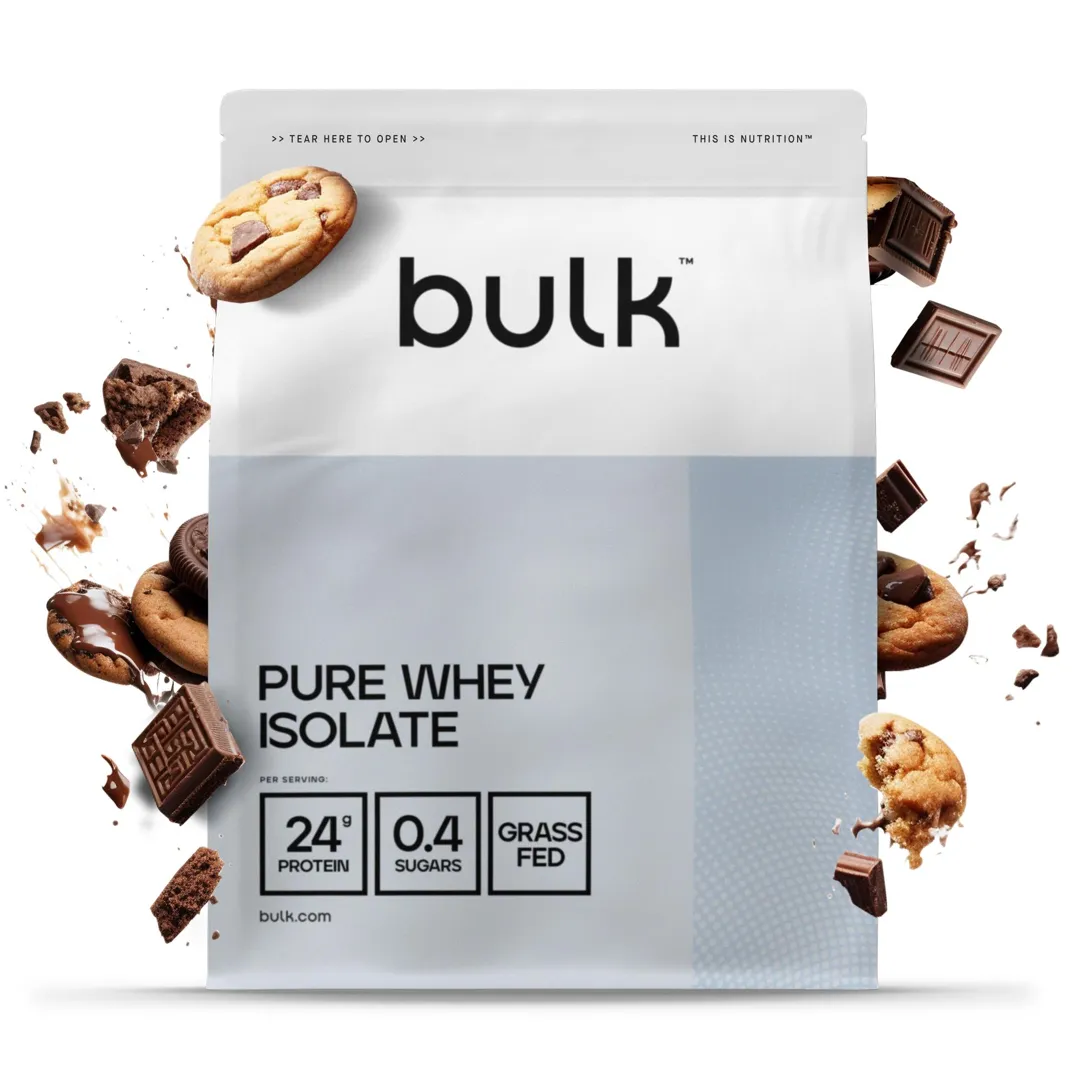 >> TEAR HERE TO OPEN >>
THIS IS NUTRITION™
bulk™
PURE WHEY
ISOLATE
PER SERVING:
24g
PROTEIN
0.4
SUGARS
GRASS
FED
bulk.com